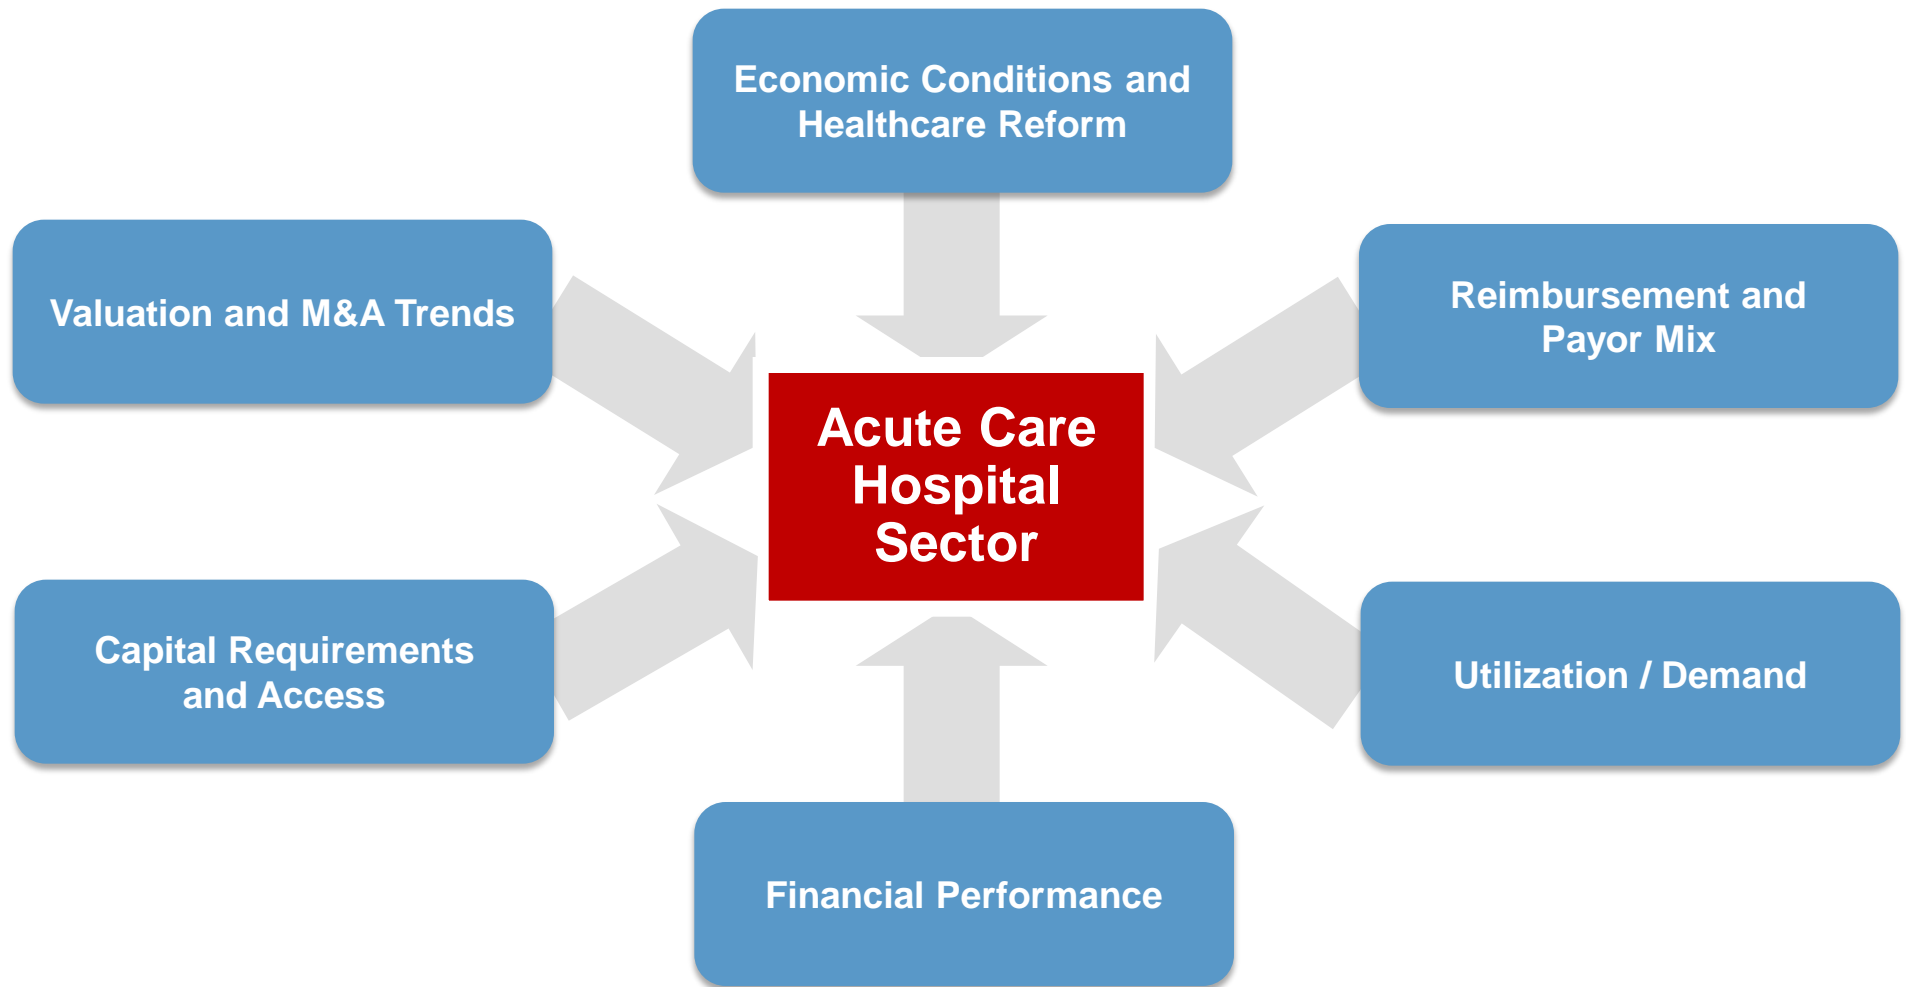 Economic Conditions and
Healthcare Reform
Valuation and M&A Trends
Reimbursement and
Payor Mix
Acute Care
Hospital
Sector
Capital Requirements
and Access
Utilization / Demand
Financial Performance